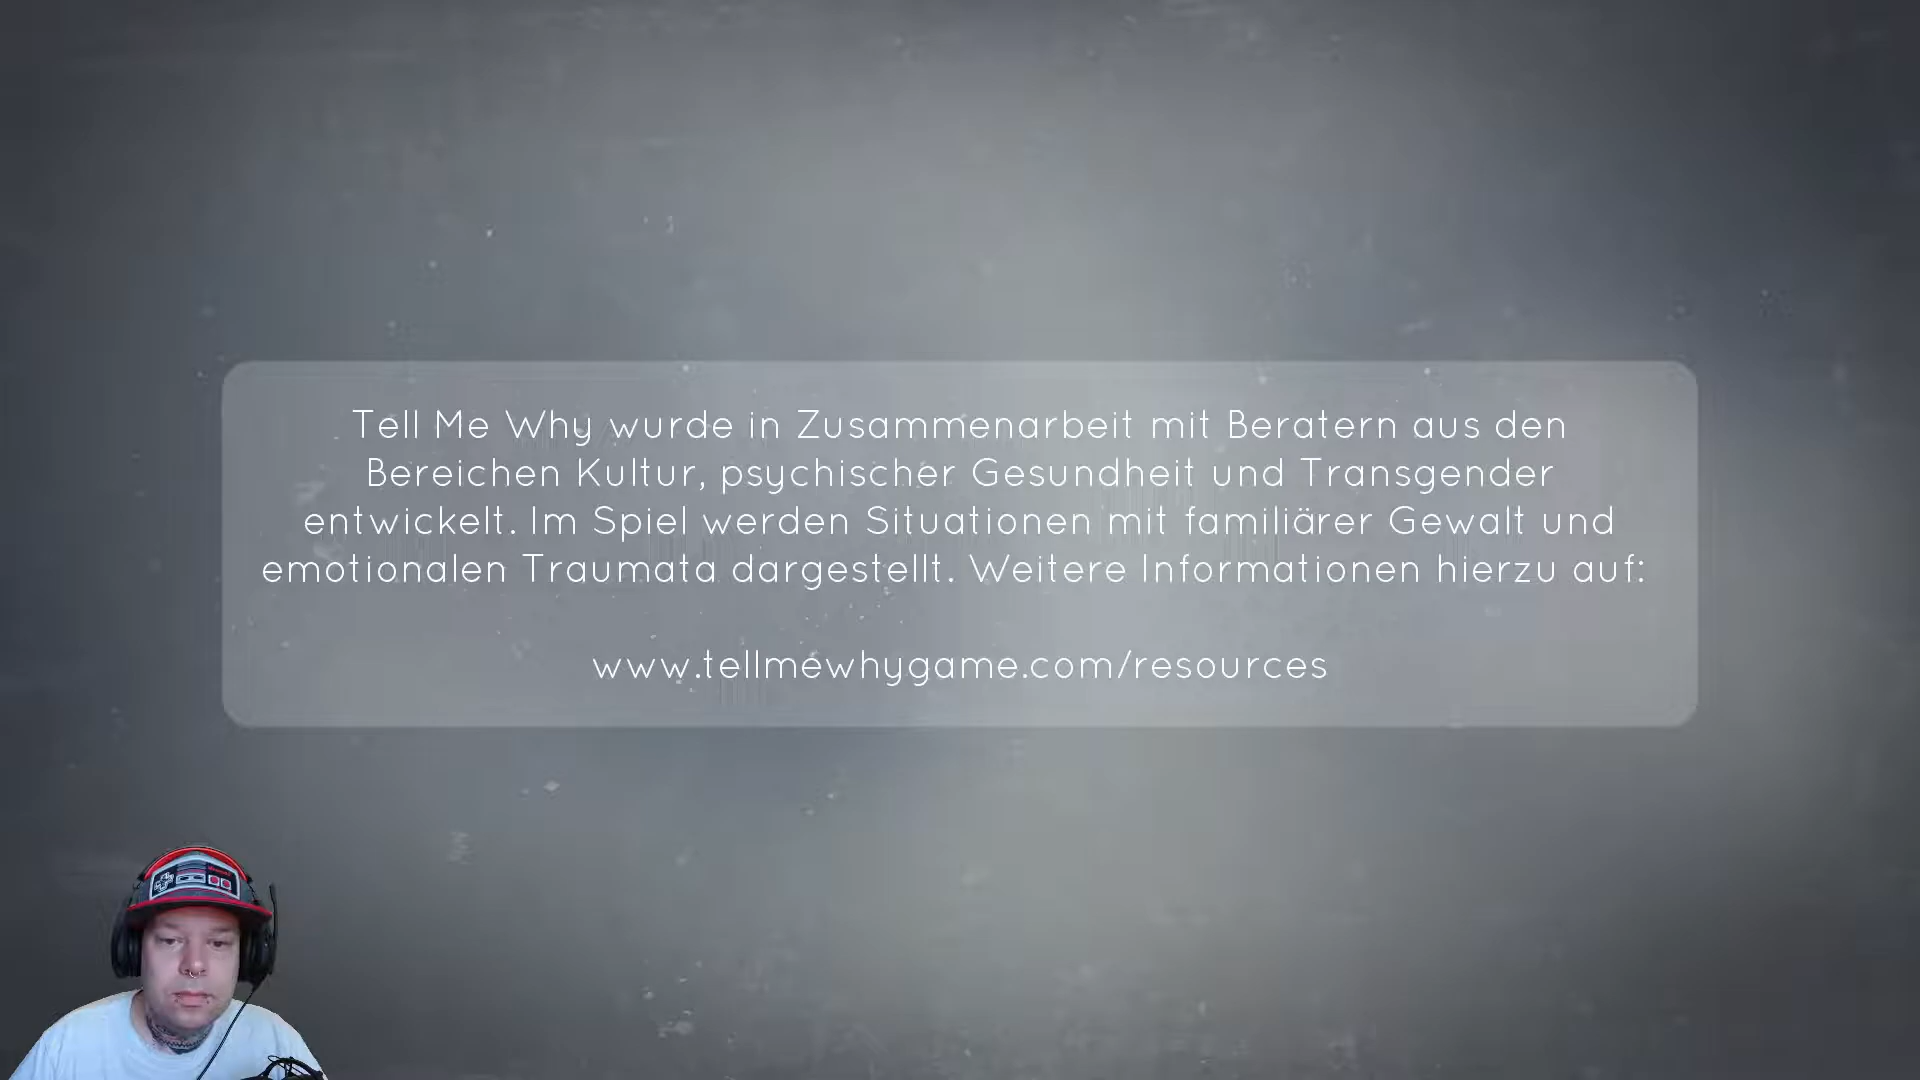 Tell Me Why wurde in Zusammenarbeit mit Beratern aus den
Bereichen Kultur, psychischer Gesundheit und Transgender
entwickelt. Im Spiel werden Situationen mit familiärer Gewalt und
emotionalen Traumata dargestellt. Weitere Informationen hierzu auf:
www.tellmewhygame.com/resources